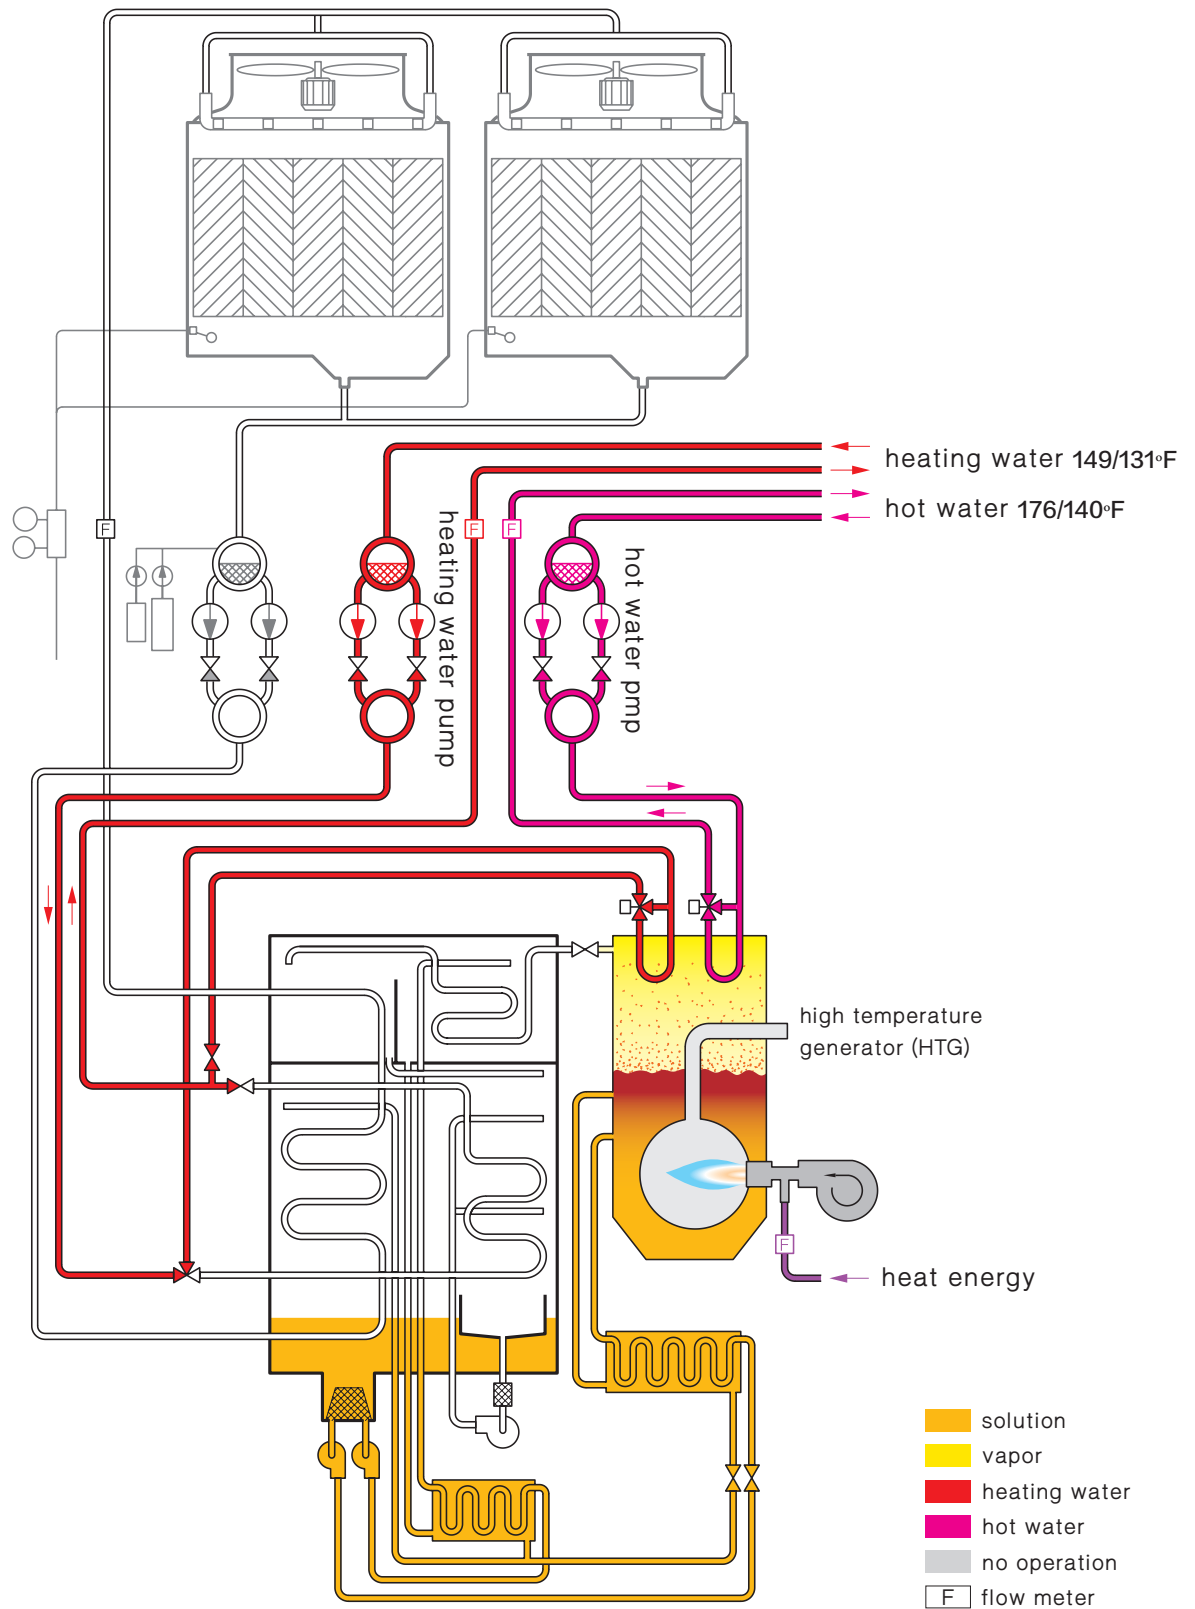 heating water 149/131°F
hot water 176/140°F
F
F
F
heating water pump
hot water pmp
high temperature
generator (HTG)
F
heat energy
solution
vapor
heating water
hot water
no operation
F flow meter